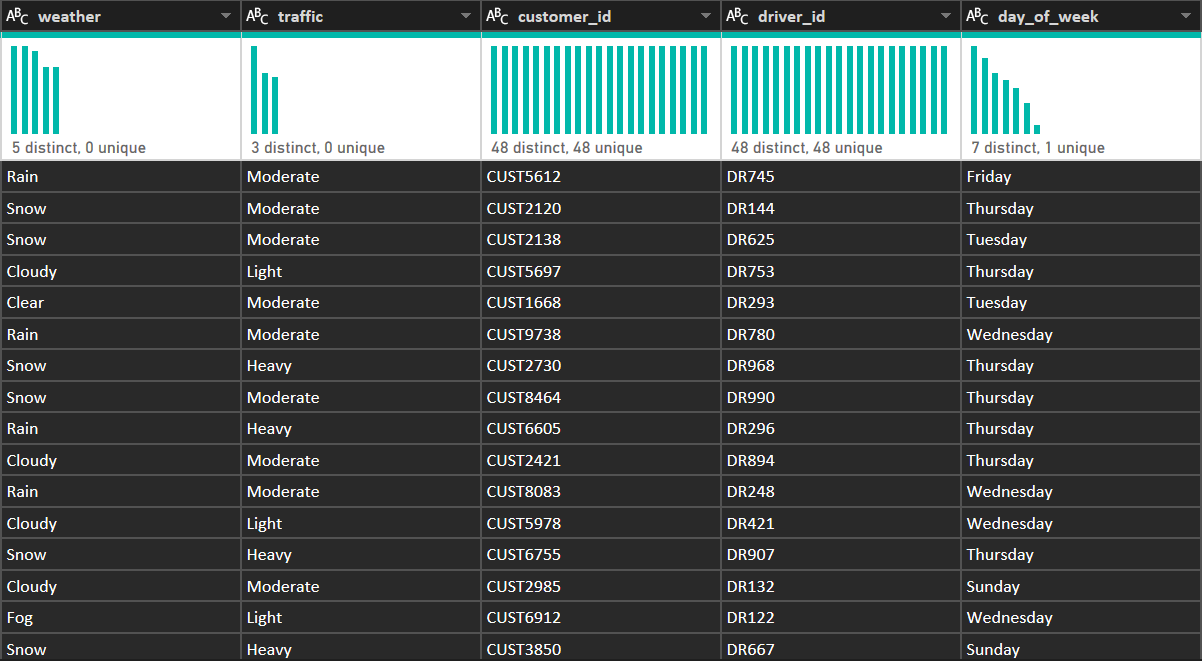 ABC weather ABC traffic ABC customer_id ABC driver_id ABC day_of_week
5 distinct, 0 unique 3 distinct, 0 unique 48 distinct, 48 unique 48 distinct, 48 unique 7 distinct, 1 unique
Rain Moderate CUST5612 DR745 Friday
Snow Moderate CUST2120 DR144 Thursday
Snow Moderate CUST2138 DR625 Tuesday
Cloudy Light CUST5697 DR753 Thursday
Clear Moderate CUST1668 DR293 Tuesday
Rain Moderate CUST9738 DR780 Wednesday
Snow Heavy CUST2730 DR968 Thursday
Snow Moderate CUST8464 DR990 Thursday
Rain Heavy CUST6605 DR296 Thursday
Cloudy Moderate CUST2421 DR894 Thursday
Rain Moderate CUST8083 DR248 Wednesday
Cloudy Light CUST5978 DR421 Wednesday
Snow Heavy CUST6755 DR907 Thursday
Cloudy Moderate CUST2985 DR132 Sunday
Fog Light CUST6912 DR122 Wednesday
Snow Heavy CUST3850 DR667 Sunday